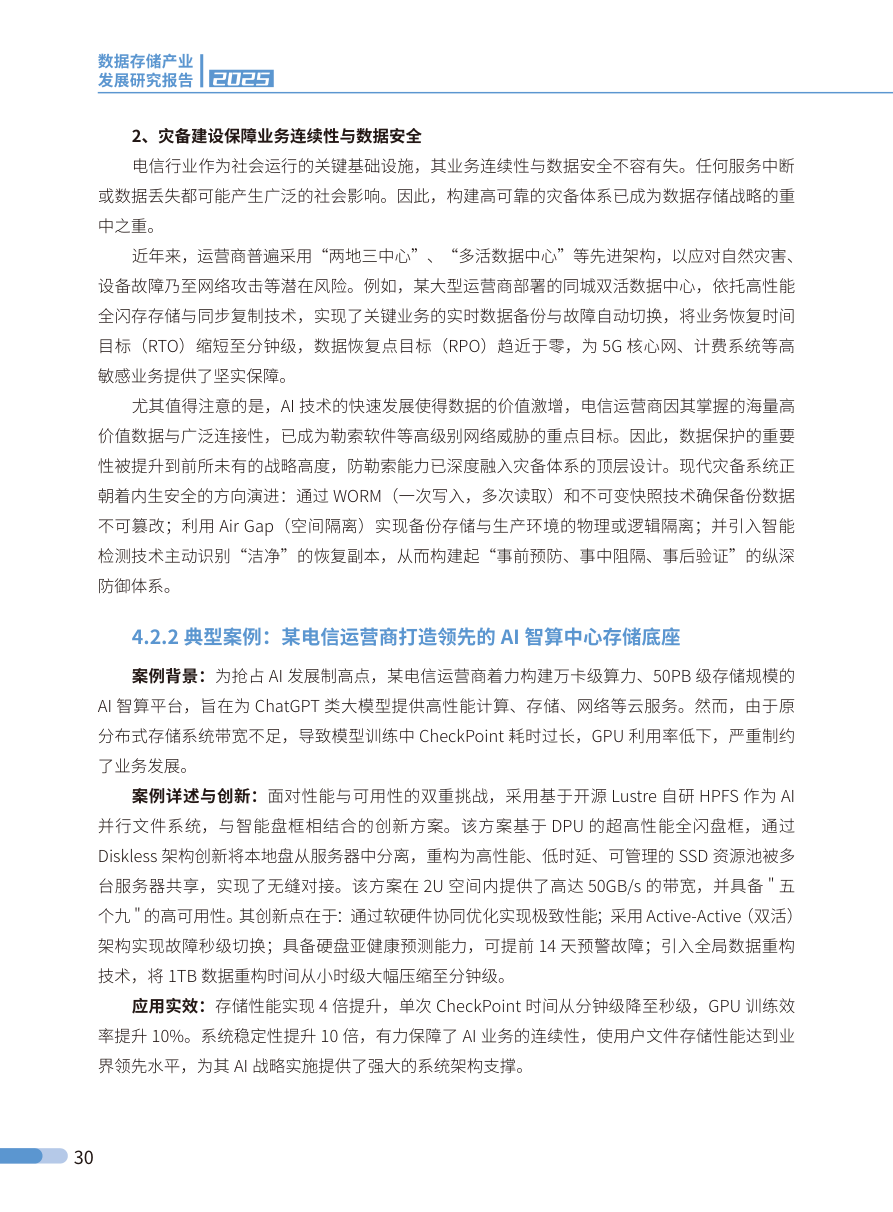 数据存储产业
发展研究报告 2025
2、灾备建设保障业务连续性与数据安全
电信行业作为社会运行的关键基础设施，其业务连续性与数据安全不容有失。任何服务中断
或数据丢失都可能产生广泛的社会影响。因此，构建高可靠的灾备体系已成为数据存储战略的重
中之重。
近年来，运营商普遍采用“两地三中心”、“多活数据中心”等先进架构，以应对自然灾害、
设备故障乃至网络攻击等潜在风险。例如，某大型运营商部署的同城双活数据中心，依托高性能
全闪存存储与同步复制技术，实现了关键业务的实时数据备份与故障自动切换，将业务恢复时间
目标（RTO）缩短至分钟级，数据恢复点目标（RPO）趋近于零，为 5G 核心网、计费系统等高
敏感业务提供了坚实保障。
尤其值得注意的是，AI 技术的快速发展使得数据的价值激增，电信运营商因其掌握的海量高
价值数据与广泛连接性，已成为勒索软件等高级别网络威胁的重点目标。因此，数据保护的重要
性被提升到前所未有的战略高度，防勒索能力已深度融入灾备体系的顶层设计。现代灾备系统正
朝着内生安全的方向演进：通过 WORM（一次写入，多次读取）和不可变快照技术确保备份数据
不可篡改；利用 Air Gap（空间隔离）实现备份存储与生产环境的物理或逻辑隔离；并引入智能
检测技术主动识别“洁净”的恢复副本，从而构建起“事前预防、事中阻隔、事后验证”的纵深
防御体系。
4.2.2 典型案例：某电信运营商打造领先的 AI 智算中心存储底座
案例背景：为抢占 AI 发展制高点，某电信运营商着力构建万卡级算力、50PB 级存储规模的
AI 智算平台，旨在为 ChatGPT 类大模型提供高性能计算、存储、网络等云服务。然而，由于原
分布式存储系统带宽不足，导致模型训练中 CheckPoint 耗时过长，GPU 利用率低下，严重制约
了业务发展。
案例详述与创新：面对性能与可用性的双重挑战，采用基于开源 Lustre 自研 HPFS 作为 AI
并行文件系统，与智能盘框相结合的创新方案。该方案基于 DPU 的超高性能全闪盘框，通过
Diskless 架构创新将本地盘从服务器中分离，重构为高性能、低时延、可管理的 SSD 资源池被多
台服务器共享，实现了无缝对接。该方案在 2U 空间内提供了高达 50GB/s 的带宽，并具备 " 五
个九 " 的高可用性。其创新点在于：通过软硬件协同优化实现极致性能；采用 Active-Active（双活）
架构实现故障秒级切换；具备硬盘亚健康预测能力，可提前 14 天预警故障；引入全局数据重构
技术，将 1TB 数据重构时间从小时级大幅压缩至分钟级。
应用实效：存储性能实现 4 倍提升，单次 CheckPoint 时间从分钟级降至秒级，GPU 训练效
率提升 10%。系统稳定性提升 10 倍，有力保障了 AI 业务的连续性，使用户文件存储性能达到业
界领先水平，为其 AI 战略实施提供了强大的系统架构支撑。
30